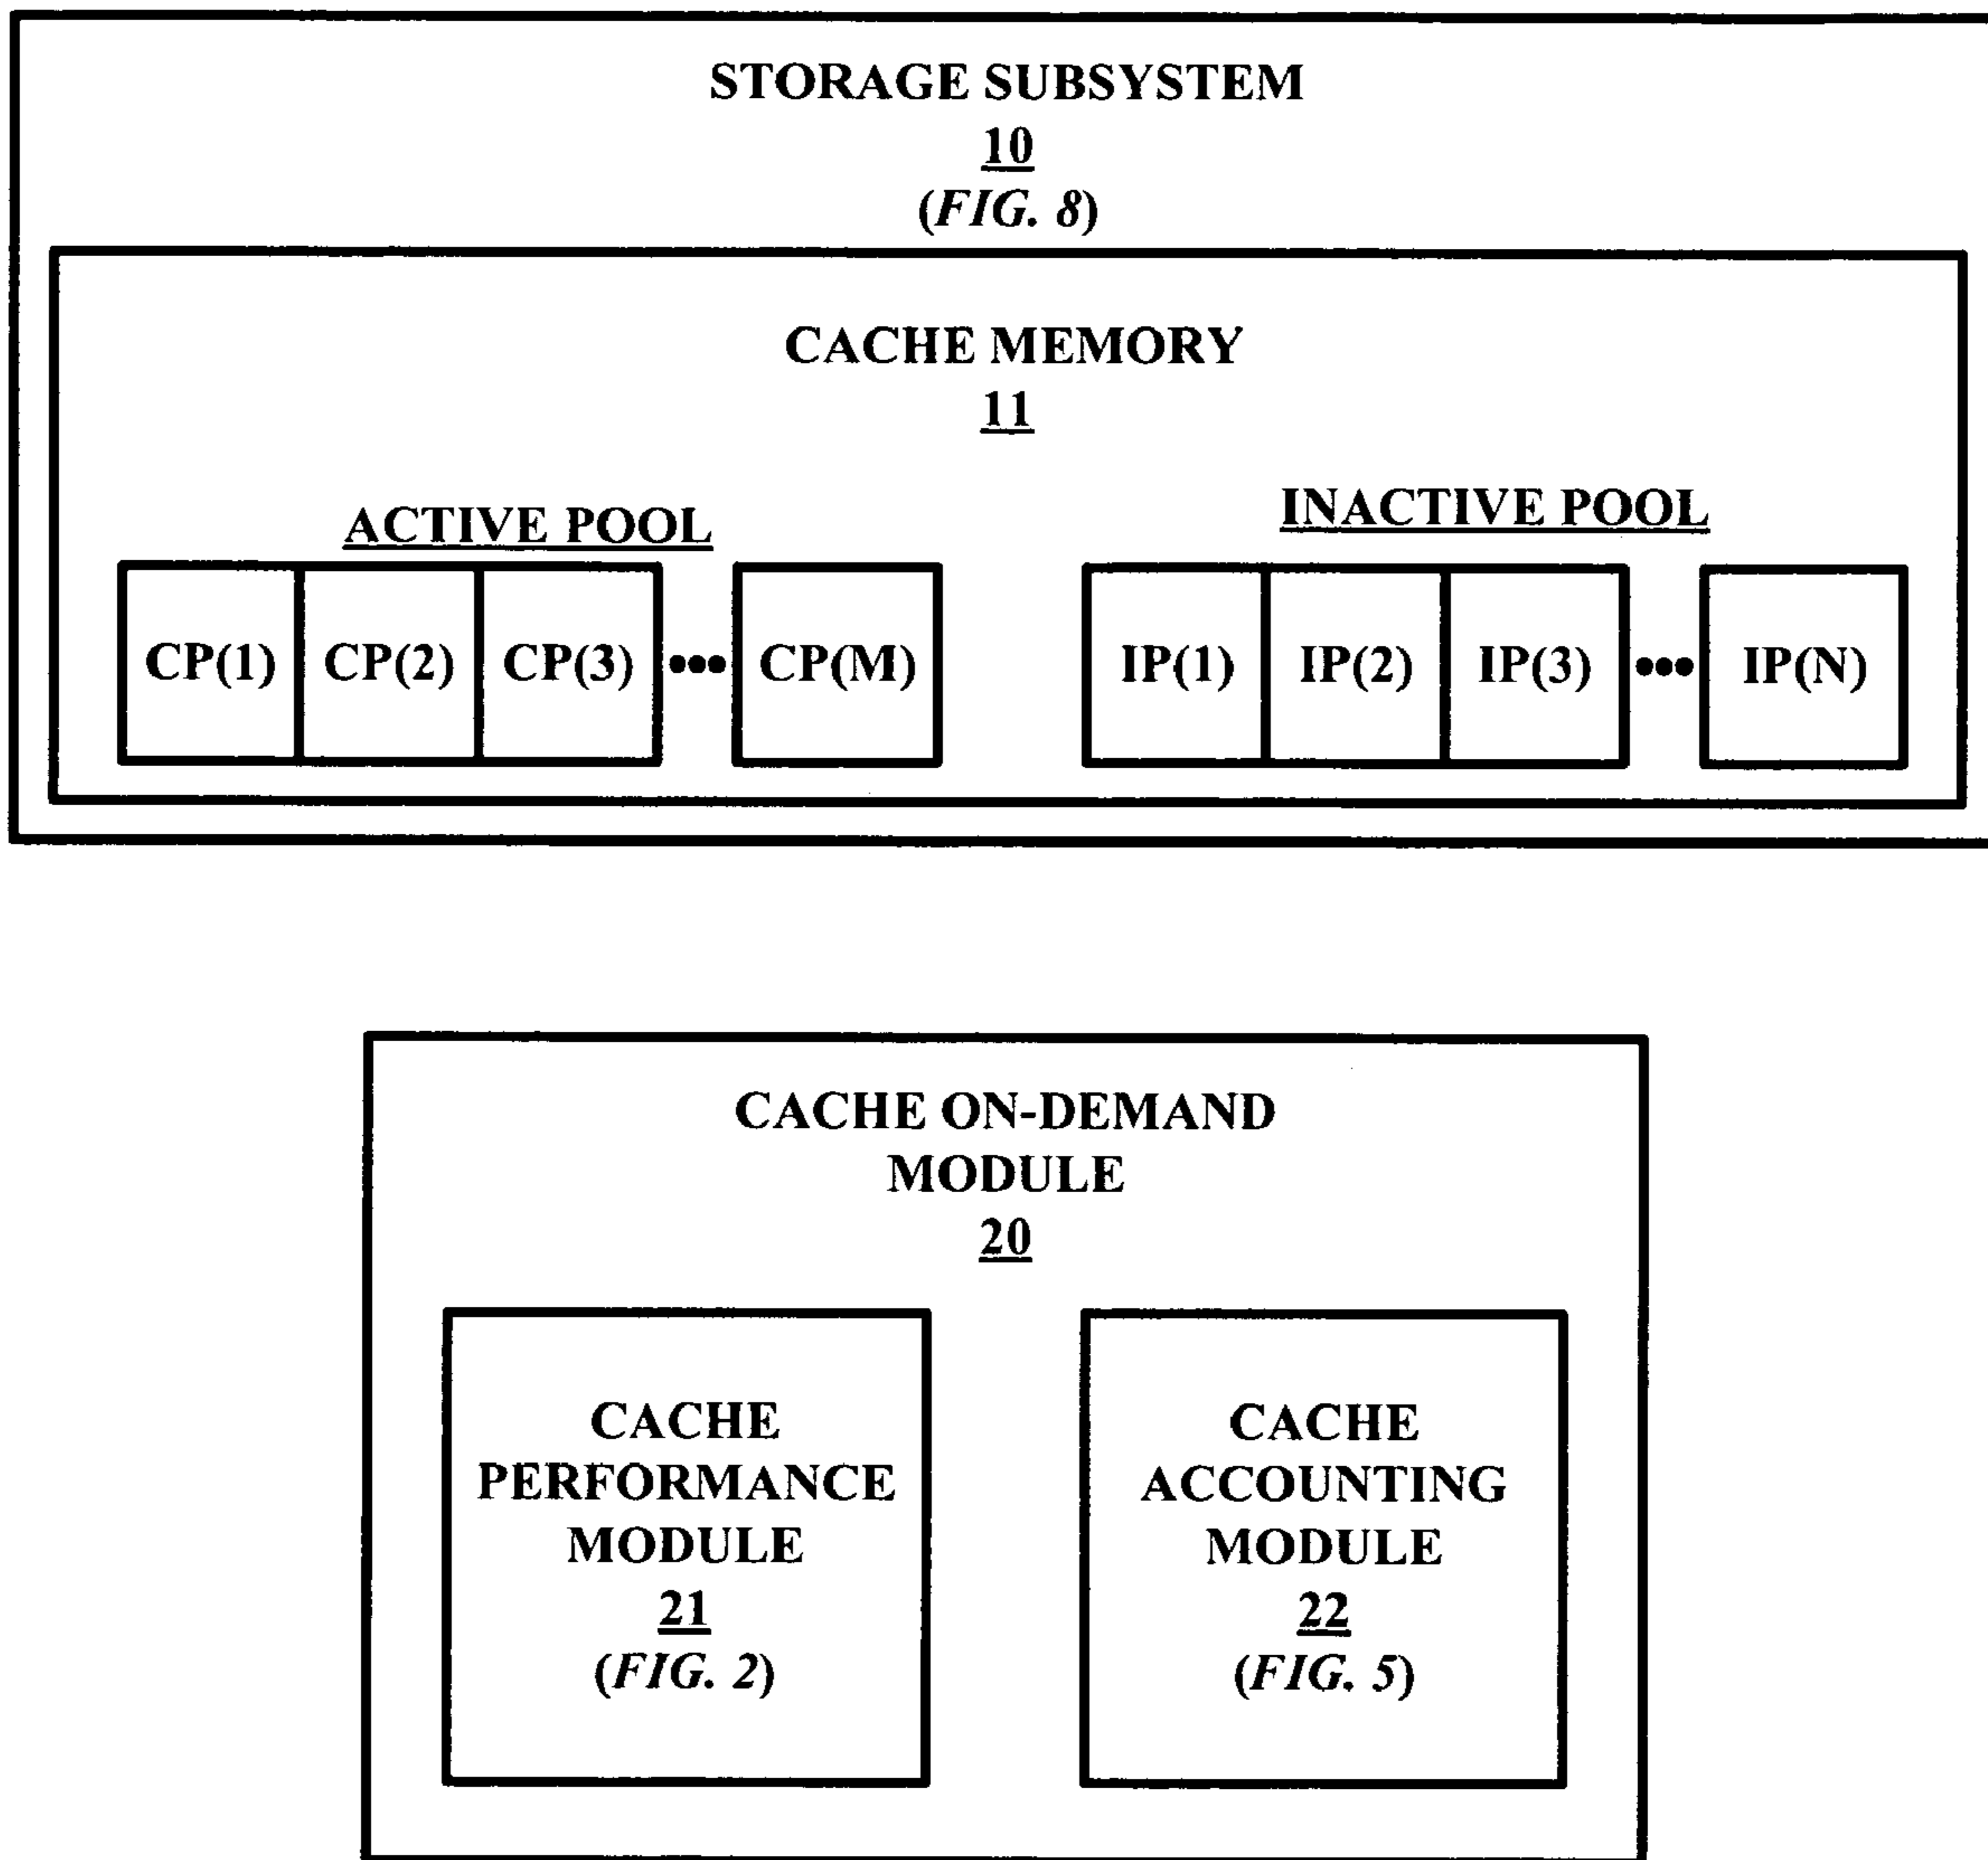 STORAGE SUBSYSTEM
10
(FIG. 8)
CACHE MEMORY
11
ACTIVE POOL
INACTIVE POOL
CP(1) CP(2) CP(3) ••• CP(M)
IP(1) IP(2) IP(3) ••• IP(N)
CACHE ON-DEMAND
MODULE
20
CACHE
PERFORMANCE
MODULE
21
(FIG. 2)
CACHE
ACCOUNTING
MODULE
22
(FIG. 5)